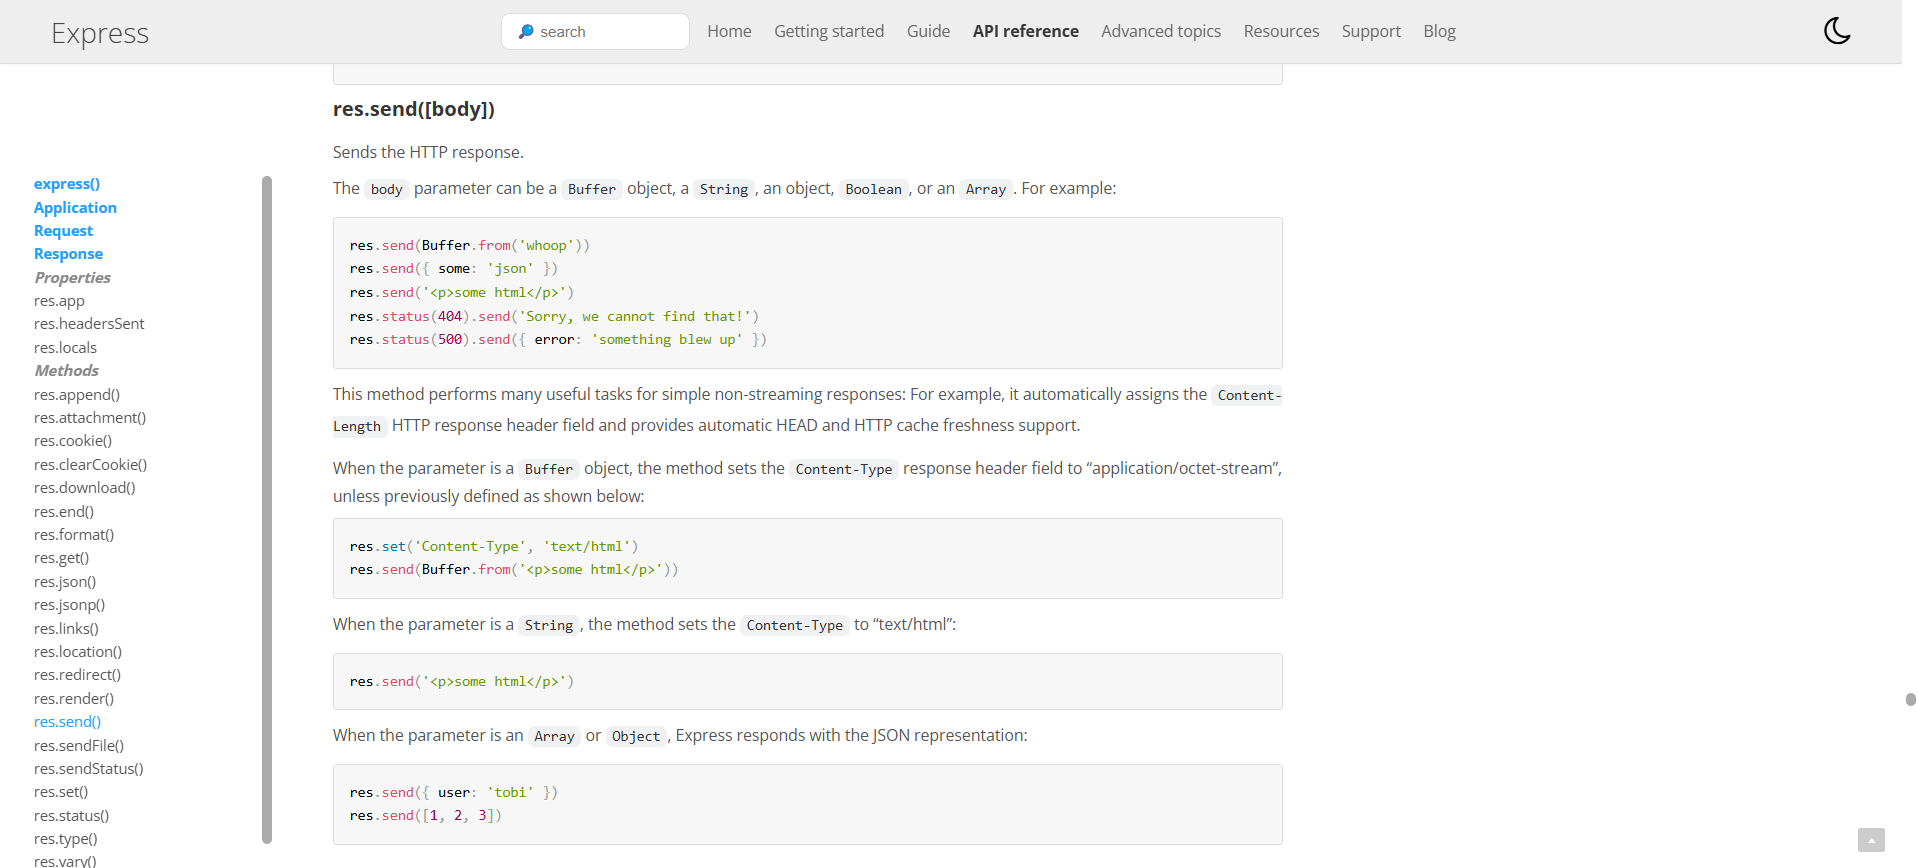 Express
search
Home Getting started Guide API reference Advanced topics Resources Support Blog
express()
Application
Request
Response
Properties
res.app
res.headersSent
res.locals
Methods
res.append()
res.attachment()
res.cookie()
res.clearCookie()
res.download()
res.end()
res.format()
res.get()
res.json()
res.jsonp()
res.links()
res.location()
res.redirect()
res.render()
res.send()
res.sendFile()
res.sendStatus()
res.set()
res.status()
res.type()
res.vary()
res.send([body])
Sends the HTTP response.
The body parameter can be a Buffer object, a String, an object, Boolean, or an Array. For example:
res.send(Buffer.from('whoop'))
res.send({ some: 'json' })
res.send('<p>some html</p>')
res.status(404).send('Sorry, we cannot find that!')
res.status(500).send({ error: 'something blew up' })
This method performs many useful tasks for simple non-streaming responses: For example, it automatically assigns the Content-
Length HTTP response header field and provides automatic HEAD and HTTP cache freshness support.
When the parameter is a Buffer object, the method sets the Content-Type response header field to “application/octet-stream”,
unless previously defined as shown below:
res.set('Content-Type', 'text/html')
res.send(Buffer.from('<p>some html</p>'))
When the parameter is a String, the method sets the Content-Type to “text/html”:
res.send('<p>some html</p>')
When the parameter is an Array or Object, Express responds with the JSON representation:
res.send({ user: 'tobi' })
res.send([1, 2, 3])